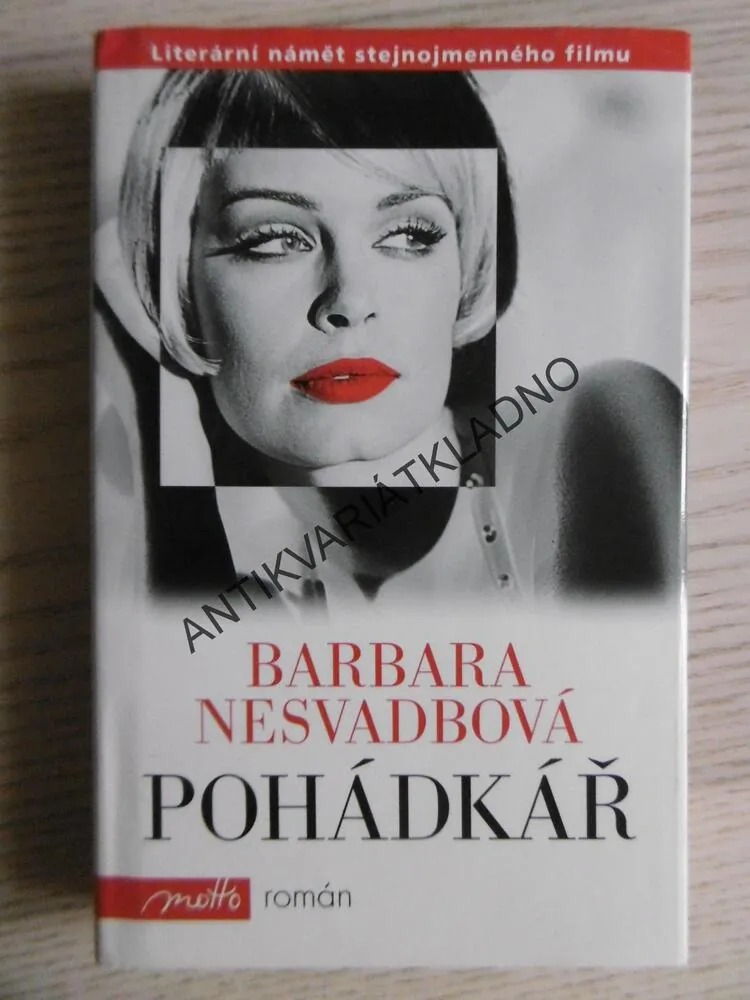 Literární námět stejnojmenného filmu
ANTIKVARIÁTKLADNO
BARBARA
NESVADBOVÁ
POHÁDKÁŘ
motto román